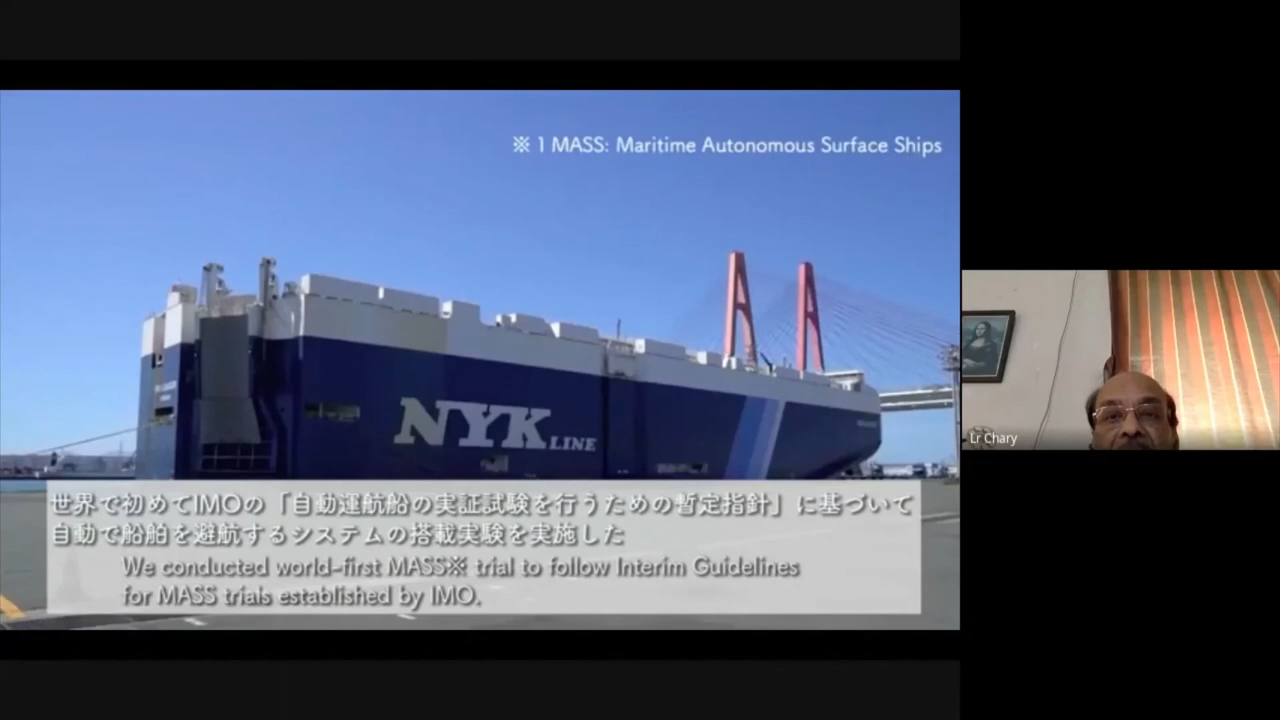 ※ 1 MASS: Maritime Autonomous Surface Ships
NYK LINE
世界で初めてIMOの「自動運航船の実証試験を行うための暫定指針」に基づいて
自動で船舶を避航するシステムの搭載実験を実施した
We conducted world-first MASS※ trial to follow Interim Guidelines
for MASS trials established by IMO.
Lr Chary